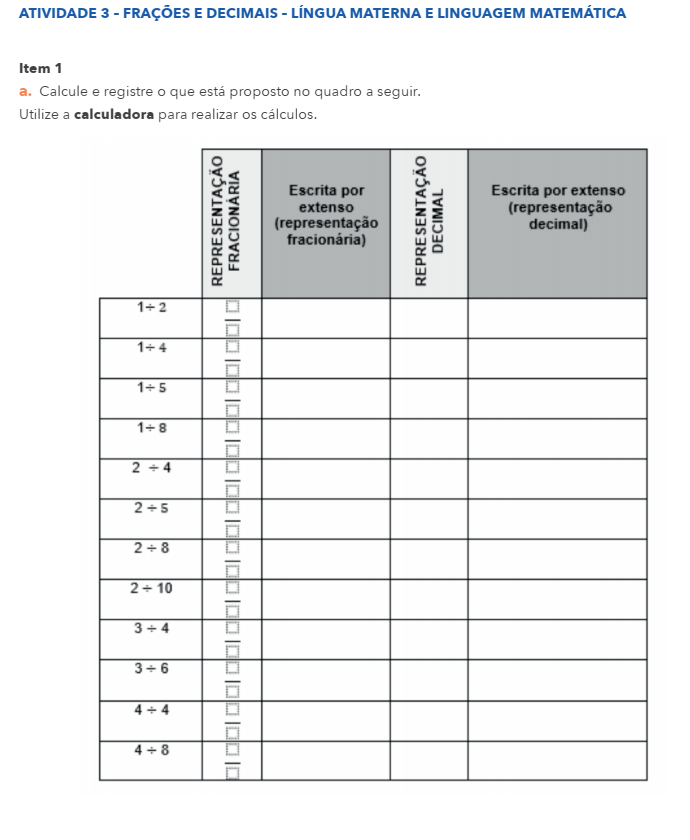 ATIVIDADE 3 – FRAÇÕES E DECIMAIS – LÍNGUA MATERNA E LINGUAGEM MATEMÁTICA
Item 1
a. Calcule e registre o que está proposto no quadro a seguir.
Utilize a calculadora para realizar os cálculos.
REPRESENTAÇÃO
FRACIONÁRIA
Escrita por
extenso
(representação
fracionária)
REPRESENTAÇÃO
DECIMAL
Escrita por extenso
(representação
decimal)
1÷ 2
1÷ 4
1÷ 5
1÷ 8
2 ÷ 4
2 ÷ 5
2 ÷ 8
2 ÷ 10
3 ÷ 4
3 ÷ 6
4 ÷ 4
4 ÷ 8